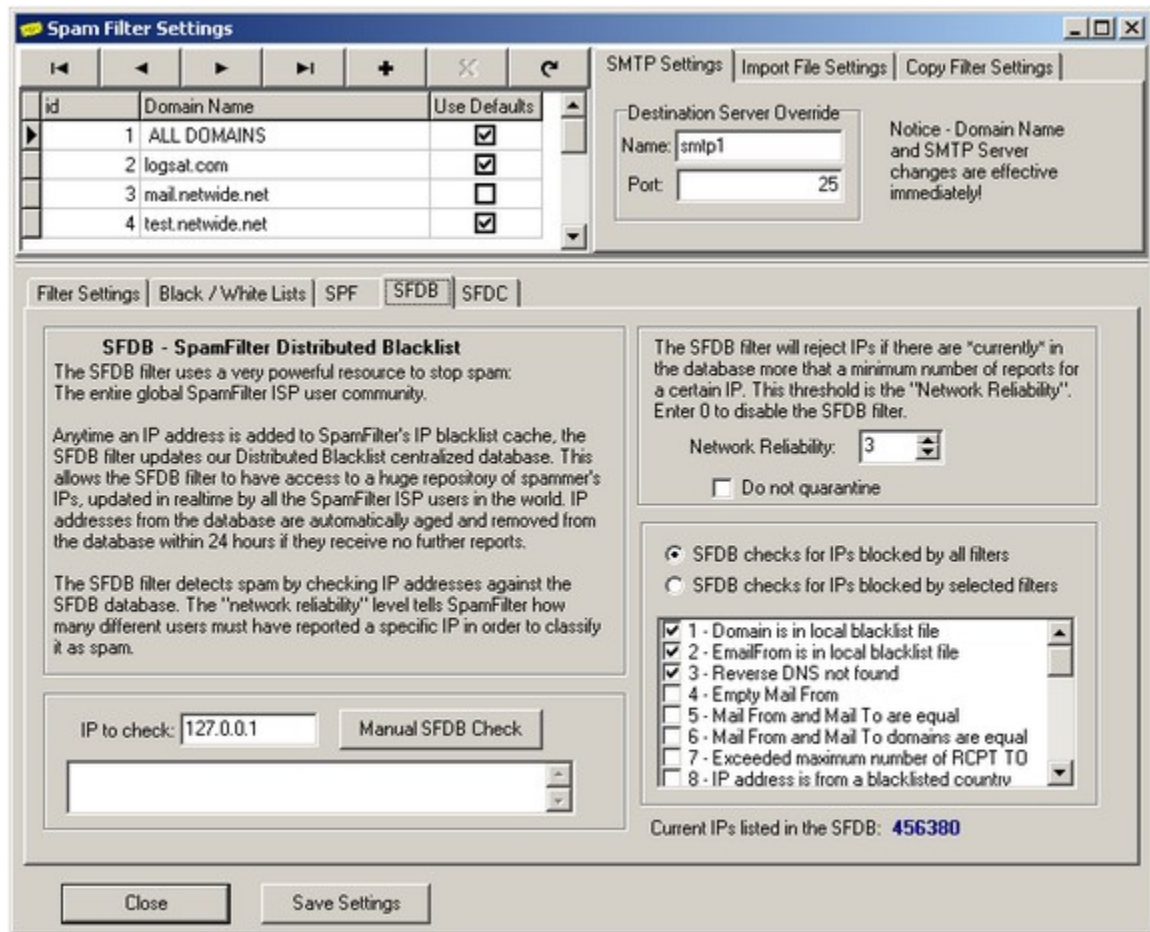 Spam Filter Settings
id Domain Name Use Defaults
1 ALL DOMAINS
2 logsat.com
3 mail.netwide.net
4 test.netwide.net
SMTP Settings Import File Settings Copy Filter Settings
Destination Server Override
Name: smtp1
Port: 25
Notice - Domain Name
and SMTP Server
changes are effective
immediately!
Filter Settings Black / White Lists SPF SFDB SFDC
SFDB - SpamFilter Distributed Blacklist
The SFDB filter uses a very powerful resource to stop spam:
The entire global SpamFilter ISP user community.
Anytime an IP address is added to SpamFilter's IP blacklist cache, the
SFDB filter updates our Distributed Blacklist centralized database. This
allows the SFDB filter to have access to a huge repository of spammer's
IPs, updated in realtime by all the SpamFilter ISP users in the world. IP
addresses from the database are automatically aged and removed from
the database within 24 hours if they receive no further reports.
The SFDB filter detects spam by checking IP addresses against the
SFDB database. The "network reliability" level tells SpamFilter how
many different users must have reported a specific IP in order to classify
it as spam.
IP to check: 127.0.0.1 Manual SFDB Check
The SFDB filter will reject IPs if there are *currently* in
the database more that a minimum number of reports for
a certain IP. This threshold is the "Network Reliability".
Enter 0 to disable the SFDB filter.
Network Reliability: 3
Do not quarantine
SFDB checks for IPs blocked by all filters
SFDB checks for IPs blocked by selected filters
1 - Domain is in local blacklist file
2 - EmailFrom is in local blacklist file
3 - Reverse DNS not found
4 - Empty Mail From
5 - Mail From and Mail To are equal
6 - Mail From and Mail To domains are equal
7 - Exceeded maximum number of RCPT TO
8 - IP address is from a blacklisted country
Current IPs listed in the SFDB: 456380
Close Save Settings